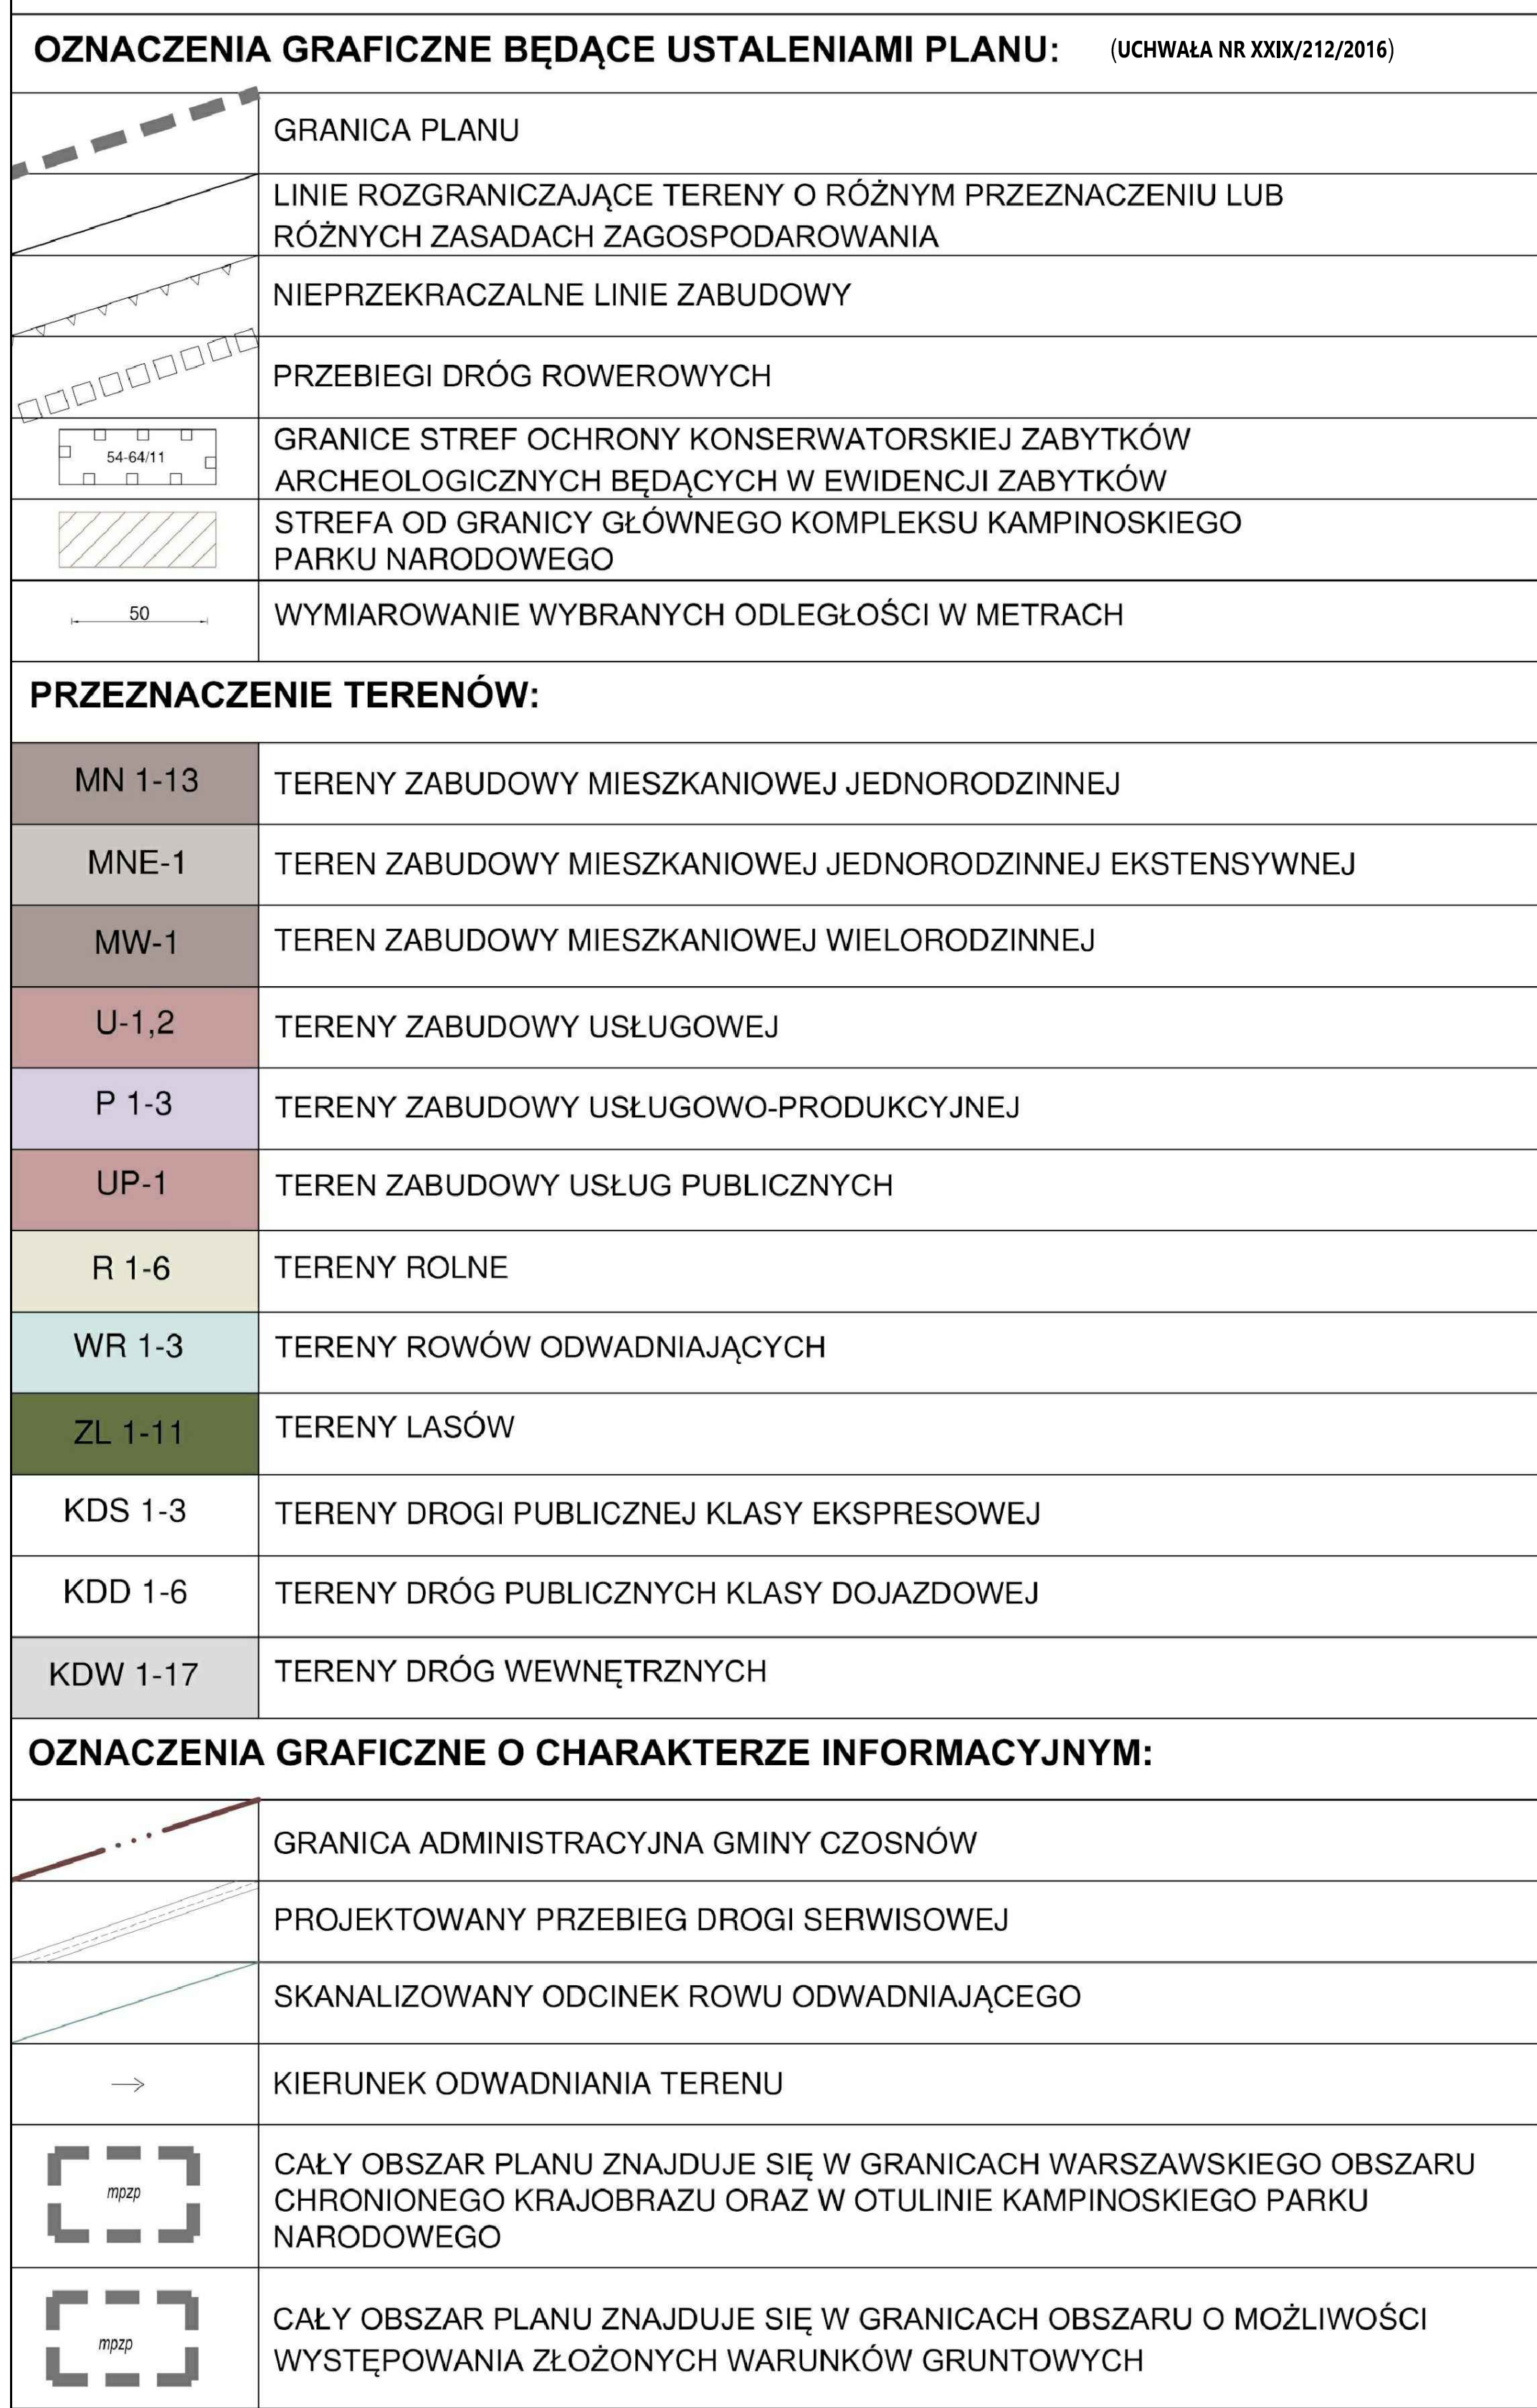 OZNACZENIA GRAFICZNE BĘDĄCE USTALENIAMI PLANU: (UCHWAŁA NR XXIX/212/2016)
GRANICA PLANU
LINIE ROZGRANICZAJĄCE TERENY O RÓŻNYM PRZEZNACZENIU LUB
RÓŻNYCH ZASADACH ZAGOSPODAROWANIA
NIEPRZEKRACZALNE LINIE ZABUDOWY
PRZEBIEGI DRÓG ROWEROWYCH
54-64/11
GRANICE STREF OCHRONY KONSERWATORSKIEJ ZABYTKÓW
ARCHEOLOGICZNYCH BĘDĄCYCH W EWIDENCJI ZABYTKÓW
STREFA OD GRANICY GŁÓWNEGO KOMPLEKSU KAMPINOSKIEGO
PARKU NARODOWEGO
50 WYMIAROWANIE WYBRANYCH ODLEGŁOŚCI W METRACH
PRZEZNACZENIE TERENÓW:
MN 1-13 TERENY ZABUDOWY MIESZKANIOWEJ JEDNORODZINNEJ
MNE-1 TEREN ZABUDOWY MIESZKANIOWEJ JEDNORODZINNEJ EKSTENSYWNEJ
MW-1 TEREN ZABUDOWY MIESZKANIOWEJ WIELORODZINNEJ
U-1,2 TERENY ZABUDOWY USŁUGOWEJ
P 1-3 TERENY ZABUDOWY USŁUGOWO-PRODUKCYJNEJ
UP-1 TEREN ZABUDOWY USŁUG PUBLICZNYCH
R 1-6 TERENY ROLNE
WR 1-3 TERENY ROWÓW ODWADNIAJĄCYCH
ZL 1-11 TERENY LASÓW
KDS 1-3 TERENY DROGI PUBLICZNEJ KLASY EKSPRESOWEJ
KDD 1-6 TERENY DRÓG PUBLICZNYCH KLASY DOJAZDOWEJ
KDW 1-17 TERENY DRÓG WEWNĘTRZNYCH
OZNACZENIA GRAFICZNE O CHARAKTERZE INFORMACYJNYM:
GRANICA ADMINISTRACYJNA GMINY CZOSNÓW
PROJEKTOWANY PRZEBIEG DROGI SERWISOWEJ
SKANALIZOWANY ODCINEK ROWU ODWADNIAJĄCEGO
KIERUNEK ODWADNIANIA TERENU
mpzp
CAŁY OBSZAR PLANU ZNAJDUJE SIĘ W GRANICACH WARSZAWSKIEGO OBSZARU
CHRONIONEGO KRAJOBRAZU ORAZ W OTULINIE KAMPINOSKIEGO PARKU
NARODOWEGO
mpzp
CAŁY OBSZAR PLANU ZNAJDUJE SIĘ W GRANICACH OBSZARU O MOŻLIWOŚCI
WYSTĘPOWANIA ZŁOŻONYCH WARUNKÓW GRUNTOWYCH